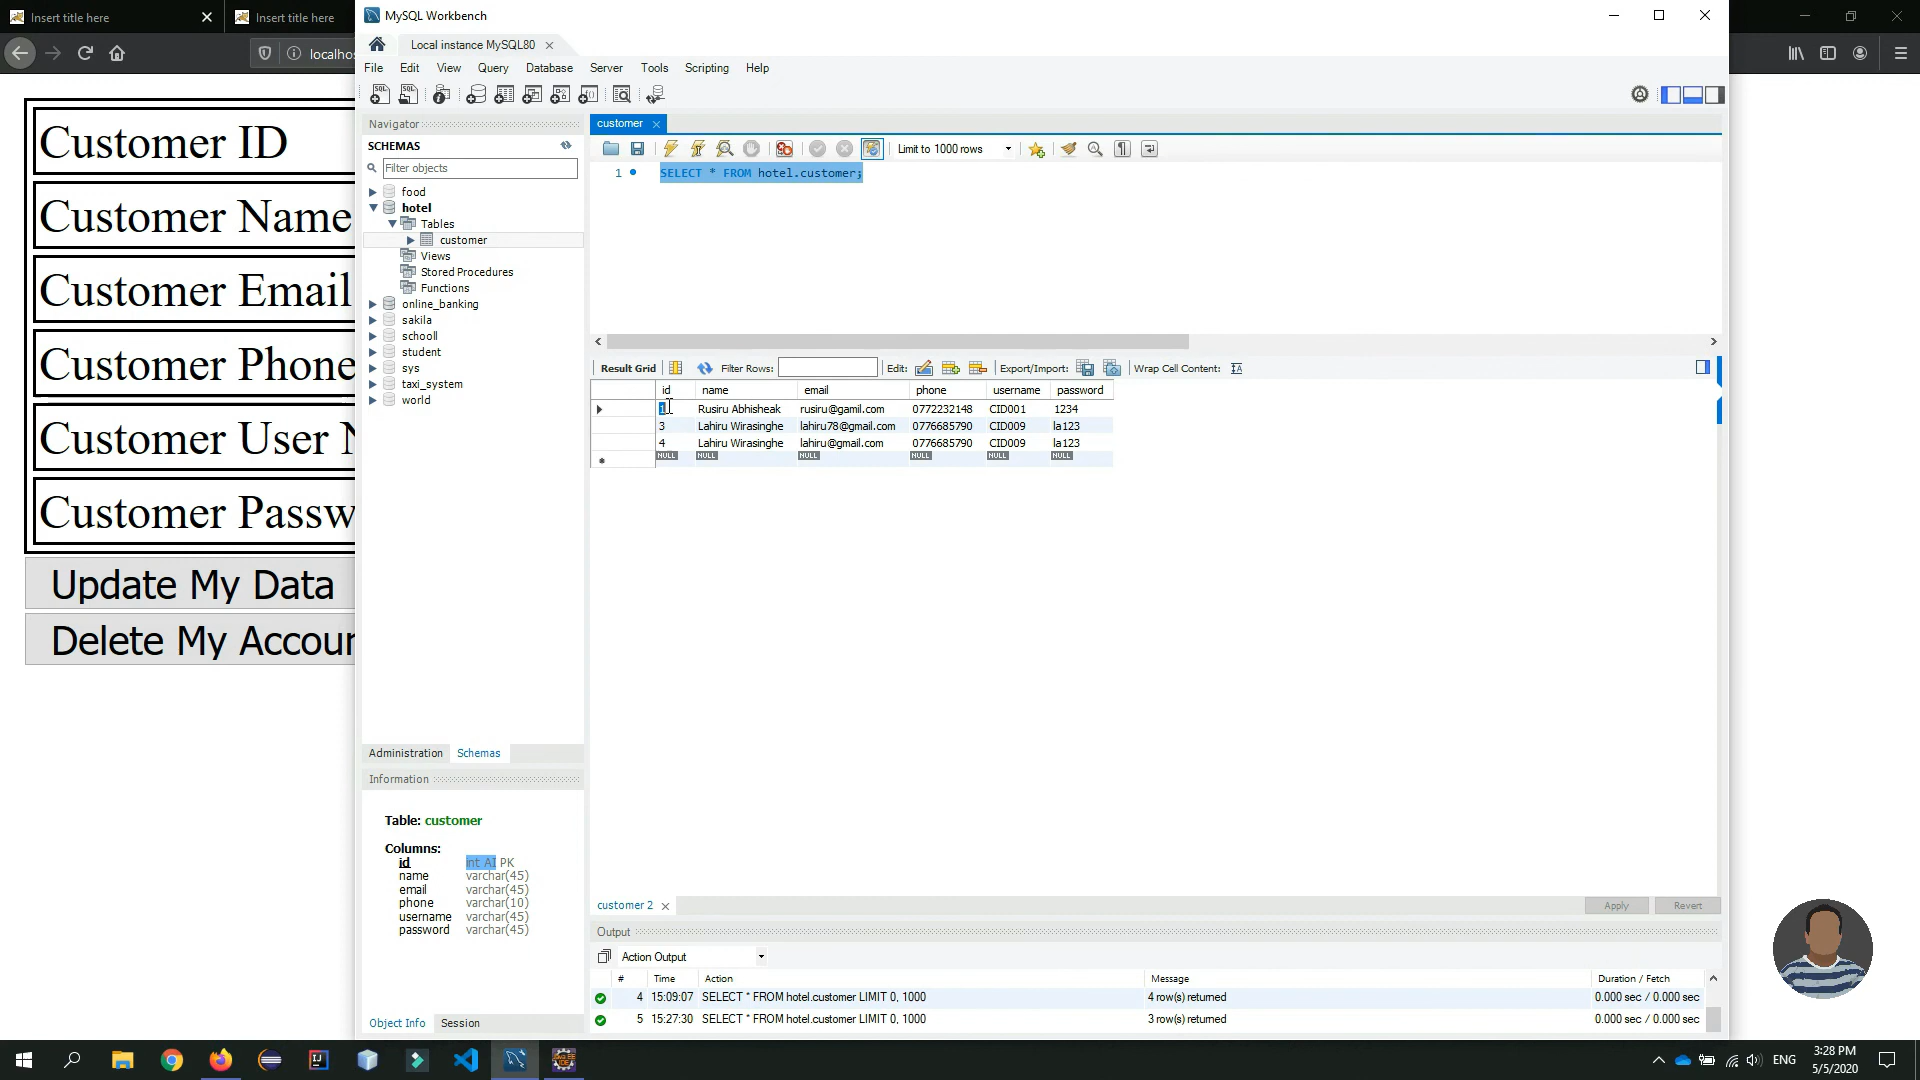 Insert title here
Insert title here
localhos
Customer ID
Customer Name
Customer Email
Customer Phone
Customer User N
Customer Passw
Update My Data
Delete My Accour
MySQL Workbench
Local instance MySQL80
File Edit View Query Database Server Tools Scripting Help
Navigator
SCHEMAS
Filter objects
food
hotel
Tables
customer
Views
Stored Procedures
Functions
online_banking
sakila
schooll
student
sys
taxi_system
world
Administration Schemas
Information
Table: customer
Columns:
id int AI PK
name varchar(45)
email varchar(45)
phone varchar(10)
username varchar(45)
password varchar(45)
Object Info Session
customer
Limit to 1000 rows
1 SELECT * FROM hotel.customer;
Result Grid Filter Rows: Edit: Export/Import: Wrap Cell Content:
id name email phone username password
1 Rusiru Abhisheak rusiru@gamil.com 0772232148 CID001 1234
3 Lahiru Wirasinghe lahiru78@gmail.com 0776685790 CID009 la123
4 Lahiru Wirasinghe lahiru@gmail.com 0776685790 CID009 la123
NULL NULL NULL NULL NULL NULL
customer 2
Apply Revert
Output
Action Output
# Time Action Message Duration / Fetch
4 15:09:07 SELECT * FROM hotel.customer LIMIT 0, 1000 4 row(s) returned 0.000 sec / 0.000 sec
5 15:27:30 SELECT * FROM hotel.customer LIMIT 0, 1000 3 row(s) returned 0.000 sec / 0.000 sec
ENG
3:28 PM
5/5/2020